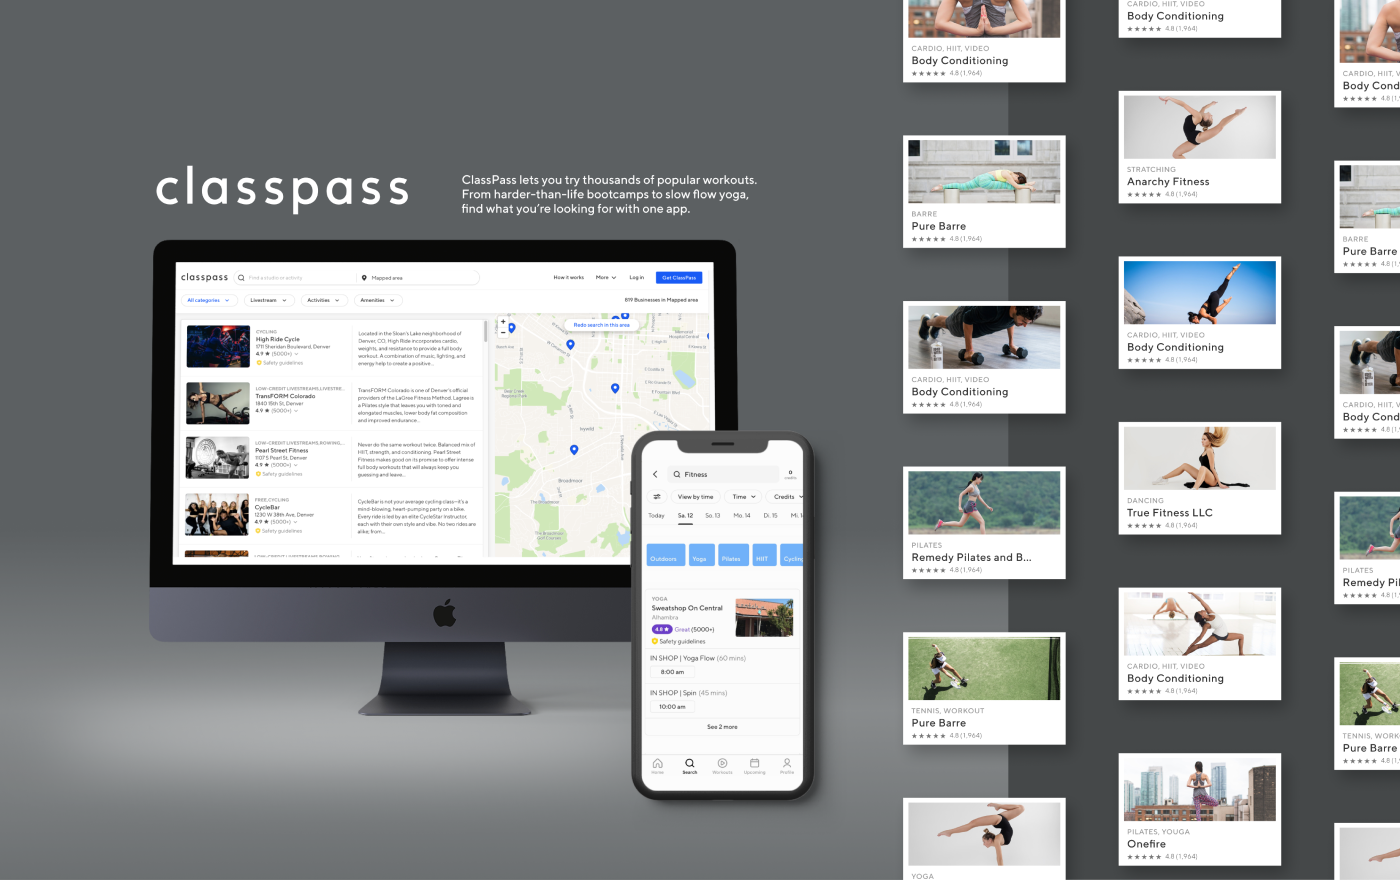 classpass
ClassPass lets you try thousands of popular workouts.
From harder-than-life bootcamps to slow flow yoga,
find what you're looking for with one app.
classpass
Find a studio or activity
Mapped area
How it works
More
Log in
Get ClassPass
All categories
Livestream
Activities
Amenities
819 Businesses in Mapped area
CYCLING
High Ride Cycle
5711 Sheridan Boulevard, Denver
4.9 ★ (5000+)
Safety guidelines
Located in the Sloan's Lake neighborhood of
Denver, CO, High Ride incorporates cardio,
weights, and resistance to provide a full body
workout. A combination of music, lighting, and
energy, help to create a positive...
LOW-CREDIT LIVESTREAMS,LIVESTRE...
TransFORM Colorado
1840 15th St, Denver
4.9 ★ (5000+)
TransFORM Colorado is one of Denver's official
providers of the LaGree Fitness Method. Lagree is
a Pilates style that leaves you with toned and
elongated muscles, lower body fat composition
and improved endurance...
LOW-CREDIT LIVESTREAMS,ROWING,...
Pearl Street Fitness
1107 S Pearl St, Denver
4.9 ★ (5000+)
Safety guidelines
Never do the same workout twice. Balanced mix of
HIIT, strength, and conditioning. Pearl Street
Fitness makes good on its promise to offer intense
full body workouts that will always keep you
guessing and leave...
FREE,CYCLING
CycleBar
1230 W 38th Ave, Denver
4.9 ★ (5000+)
Safety guidelines
CycleBar is not your average cycling class—it's a
mind-blowing, heart-pumping party on a bike.
Every ride is led by an elite CycleStar instructor,
each with their own style and vibe. No two rides are
alike; from...
Redo search in this area
+
−
Broadmoor
Fitness
0
credits
View by time
Time
Credits
Today
Sa. 12
So. 13
Mo. 14
Di. 15
Mi. 1
Outdoors
Yoga
Pilates
HIIT
Cycling
YOGA
Sweatshop On Central
Alhambra
4.8 ★ Great (5000+)
Safety guidelines
IN SHOP | Yoga Flow (60 mins)
8:00 am
IN SHOP | Spin (45 mins)
10:00 am
See 2 more
Home
Search
Workouts
Upcoming
Profile
CARDIO, HIIT, VIDEO
Body Conditioning
★★★★★ 4.8 (1,964)
BARRE
Pure Barre
★★★★★ 4.8 (1,964)
CARDIO, HIIT, VIDEO
Body Conditioning
★★★★★ 4.8 (1,964)
PILATES
Remedy Pilates and B...
★★★★★ 4.8 (1,964)
TENNIS, WORKOUT
Pure Barre
★★★★★ 4.8 (1,964)
YOGA
CARDIO, HIIT, VIDEO
Body Conditioning
★★★★★ 4.8 (1,964)
STRATCHING
Anarchy Fitness
★★★★★ 4.8 (1,964)
CARDIO, HIIT, VIDEO
Body Conditioning
★★★★★ 4.8 (1,964)
DANCING
True Fitness LLC
★★★★★ 4.8 (1,964)
CARDIO, HIIT, VIDEO
Body Conditioning
★★★★★ 4.8 (1,964)
PILATES, YOUGA
Onefire
★★★★★ 4.8 (1,964)
CARDIO, HIIT, V
Body Cond
★★★★★ 4.8 (1,
BARRE
Pure Barre
★★★★★ 4.8 (1,
CARDIO, HIIT, V
Body Cond
★★★★★ 4.8 (1,
PILATES
Remedy Pil
★★★★★ 4.8 (1,
TENNIS, WORK
Pure Barre
★★★★★ 4.8 (1,